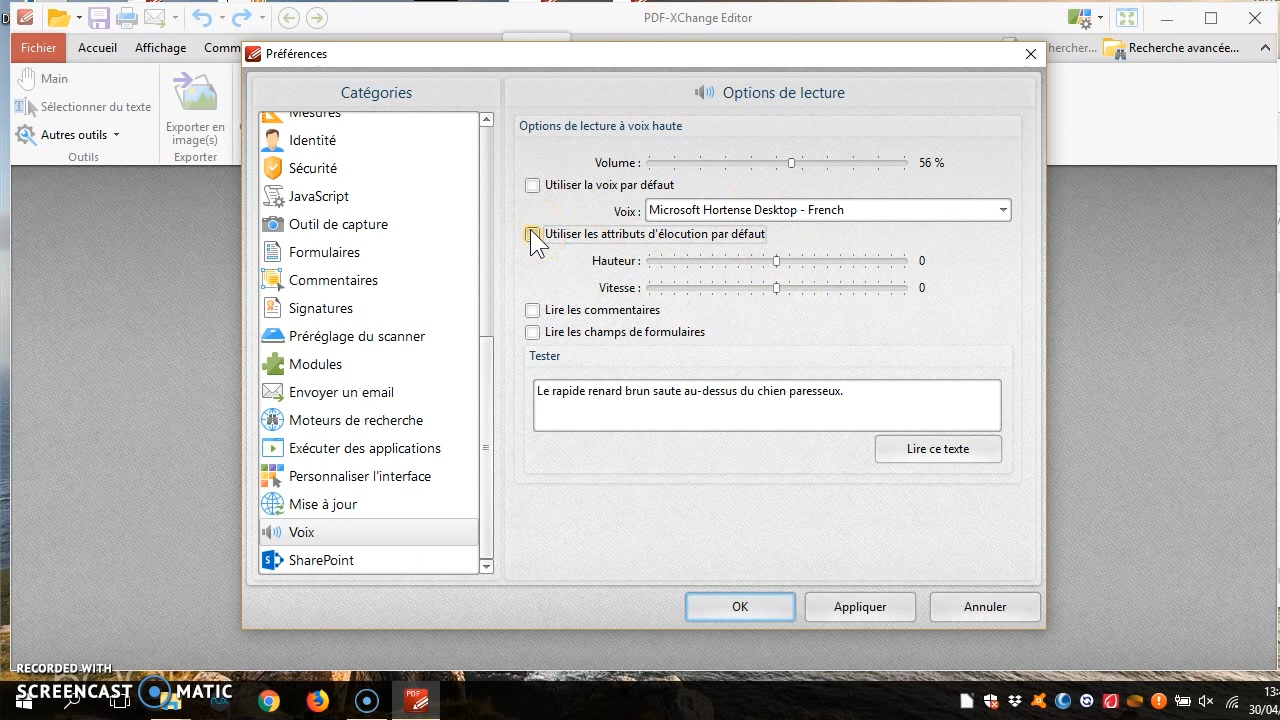 PDF-XChange Editor
Fichier
Accueil
Affichage
Comm
hercher...
Recherche avancée...
Main
Sélectionner du texte
Autres outils
Outils
Exporter en
image(s)
Exporter
Préférences
Catégories
Mesures
Identité
Sécurité
JavaScript
Outil de capture
Formulaires
Commentaires
Signatures
Préréglage du scanner
Modules
Envoyer un email
Moteurs de recherche
Exécuter des applications
Personnaliser l'interface
Mise à jour
Voix
SharePoint
Options de lecture
Options de lecture à voix haute
Volume : 56 %
Utiliser la voix par défaut
Voix : Microsoft Hortense Desktop - French
Utiliser les attributs d'élocution par défaut
Hauteur : 0
Vitesse : 0
Lire les commentaires
Lire les champs de formulaires
Tester
Le rapide renard brun saute au-dessus du chien paresseux.
Lire ce texte
OK
Appliquer
Annuler
RECORDED WITH
SCREENCAST MATIC
PDF
13:
30/04